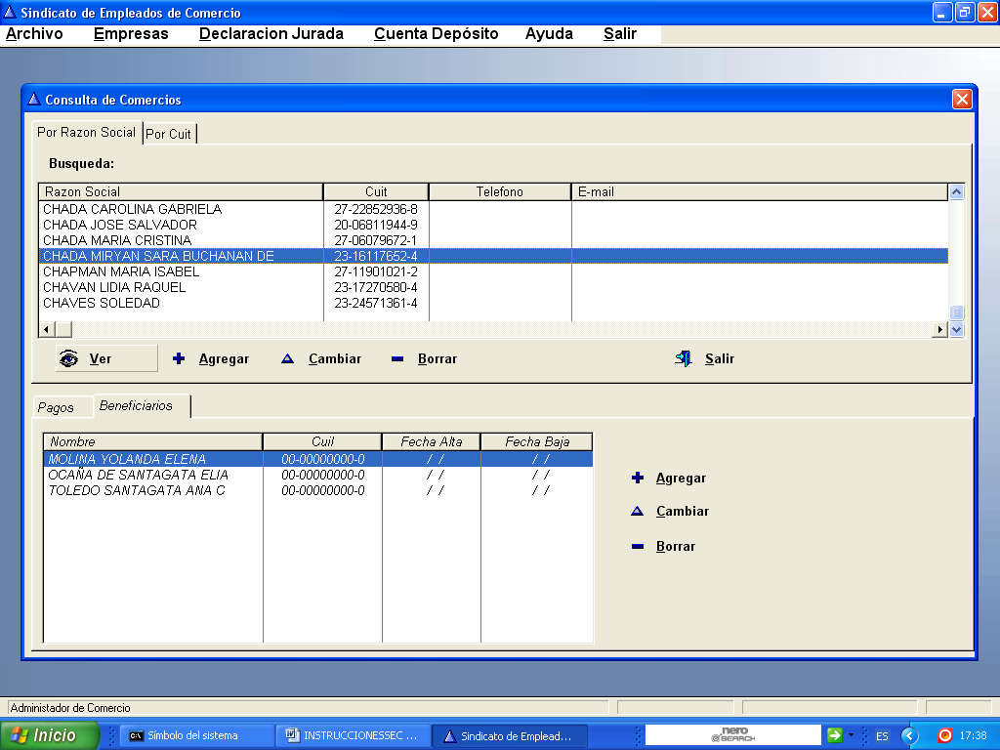 Sindicato de Empleados de Comercio
Archivo Empresas Declaracion Jurada Cuenta Depósito Ayuda Salir
Consulta de Comercios
Por Razon Social Por Cuit
Busqueda:
Razon Social Cuit Telefono E-mail
CHADA CAROLINA GABRIELA 27-22852936-8
CHADA JOSE SALVADOR 20-06811944-9
CHADA MARIA CRISTINA 27-06079672-1
CHADA MIRYAN SARA BUCHANAN DE 23-16117652-4
CHAPMAN MARIA ISABEL 27-11901021-2
CHAVAN LIDIA RAQUEL 23-17270580-4
CHAVES SOLEDAD 23-24571361-4
Ver Agregar Cambiar Borrar Salir
Pagos Beneficiarios
Nombre Cuil Fecha Alta Fecha Baja
MOLINA YOLANDA ELENA 00-00000000-0 / / / /
OCAÑA DE SANTAGATA ELIA 00-00000000-0 / / / /
TOLEDO SANTAGATA ANA C 00-00000000-0 / / / /
Agregar
Cambiar
Borrar
Administador de Comercio
Inicio Símbolo del sistema INSTRUCCIONESSEC ... Sindicato de Emplead... nero SEARCH ES 17:38